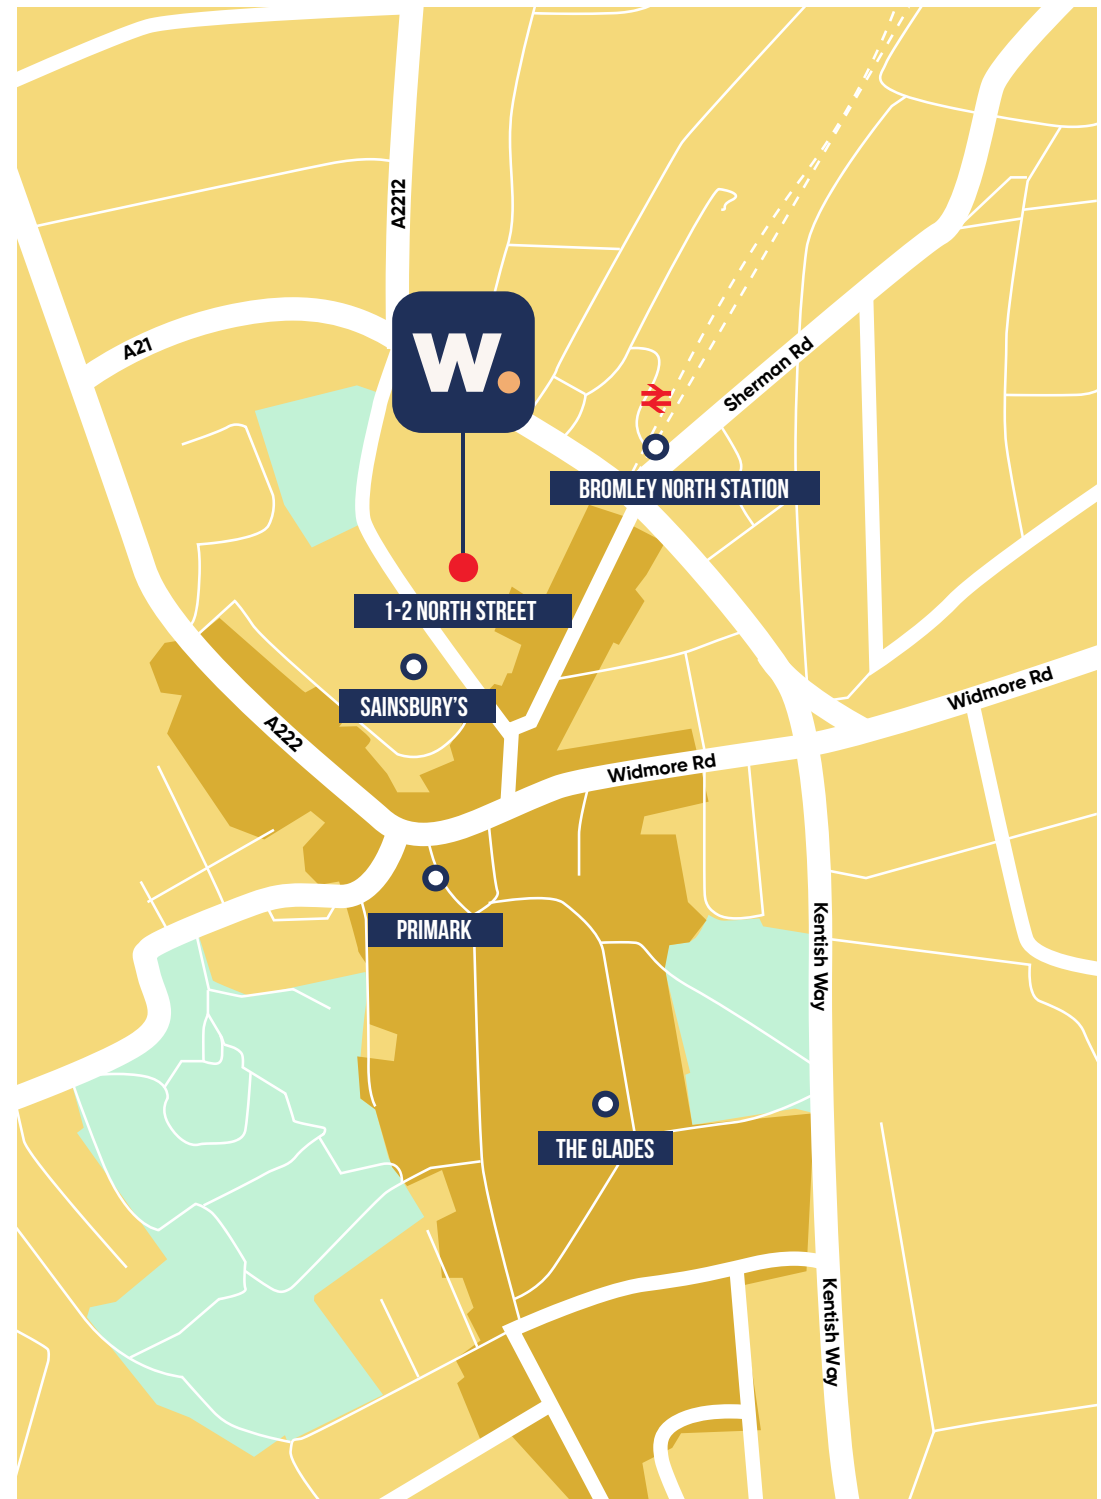 A2212
A21
W.
Sherman Rd
BROMLEY NORTH STATION
1-2 NORTH STREET
SAINSBURY'S
Widmore Rd
A222
Widmore Rd
PRIMARK
Kentish Way
THE GLADES
Kentish Way